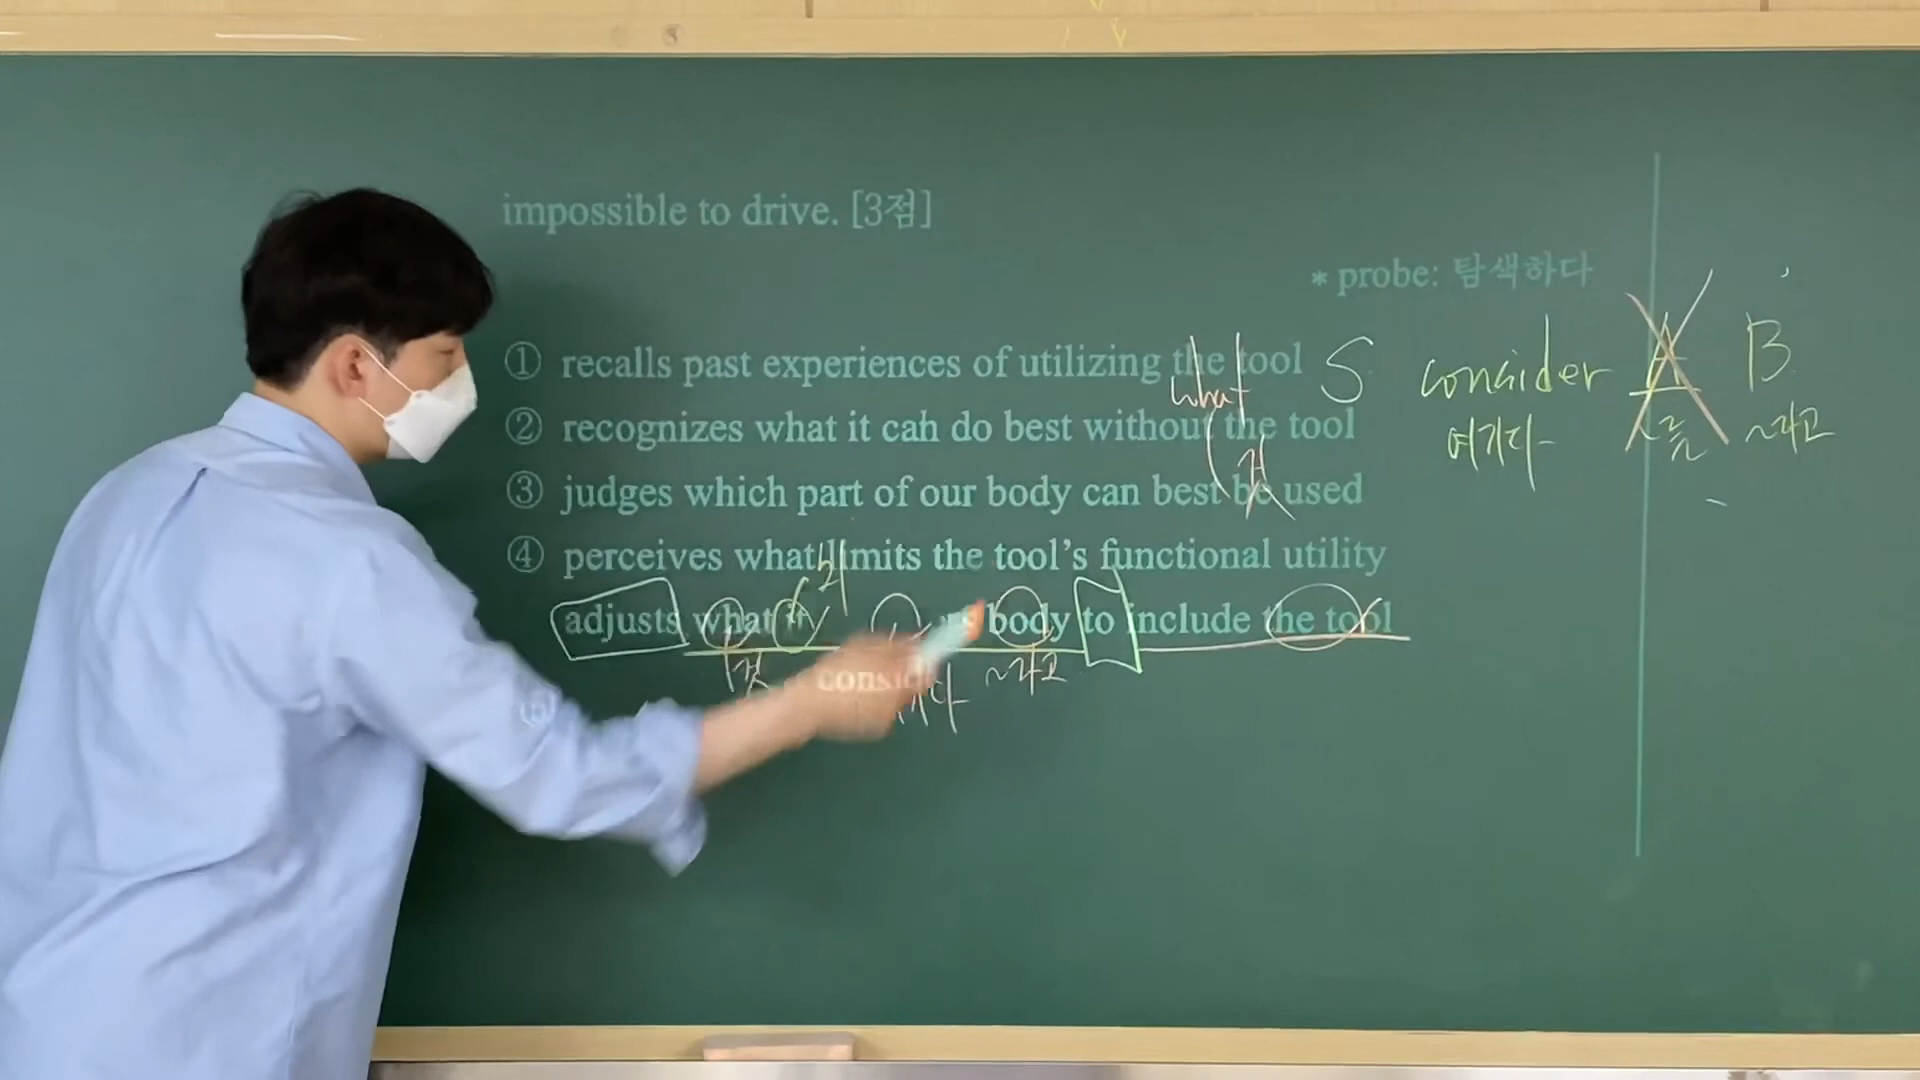 impossible to drive. [3점]
* probe: 탐색하다
① recalls past experiences of utilizing the tool
② recognizes what it can do best without the tool
③ judges which part of our body can best be used
④ perceives what limits the tool's functional utility
adjusts what it body to include the tool
what S consider A B
것 여기다 를 ~라고
것 ~라고